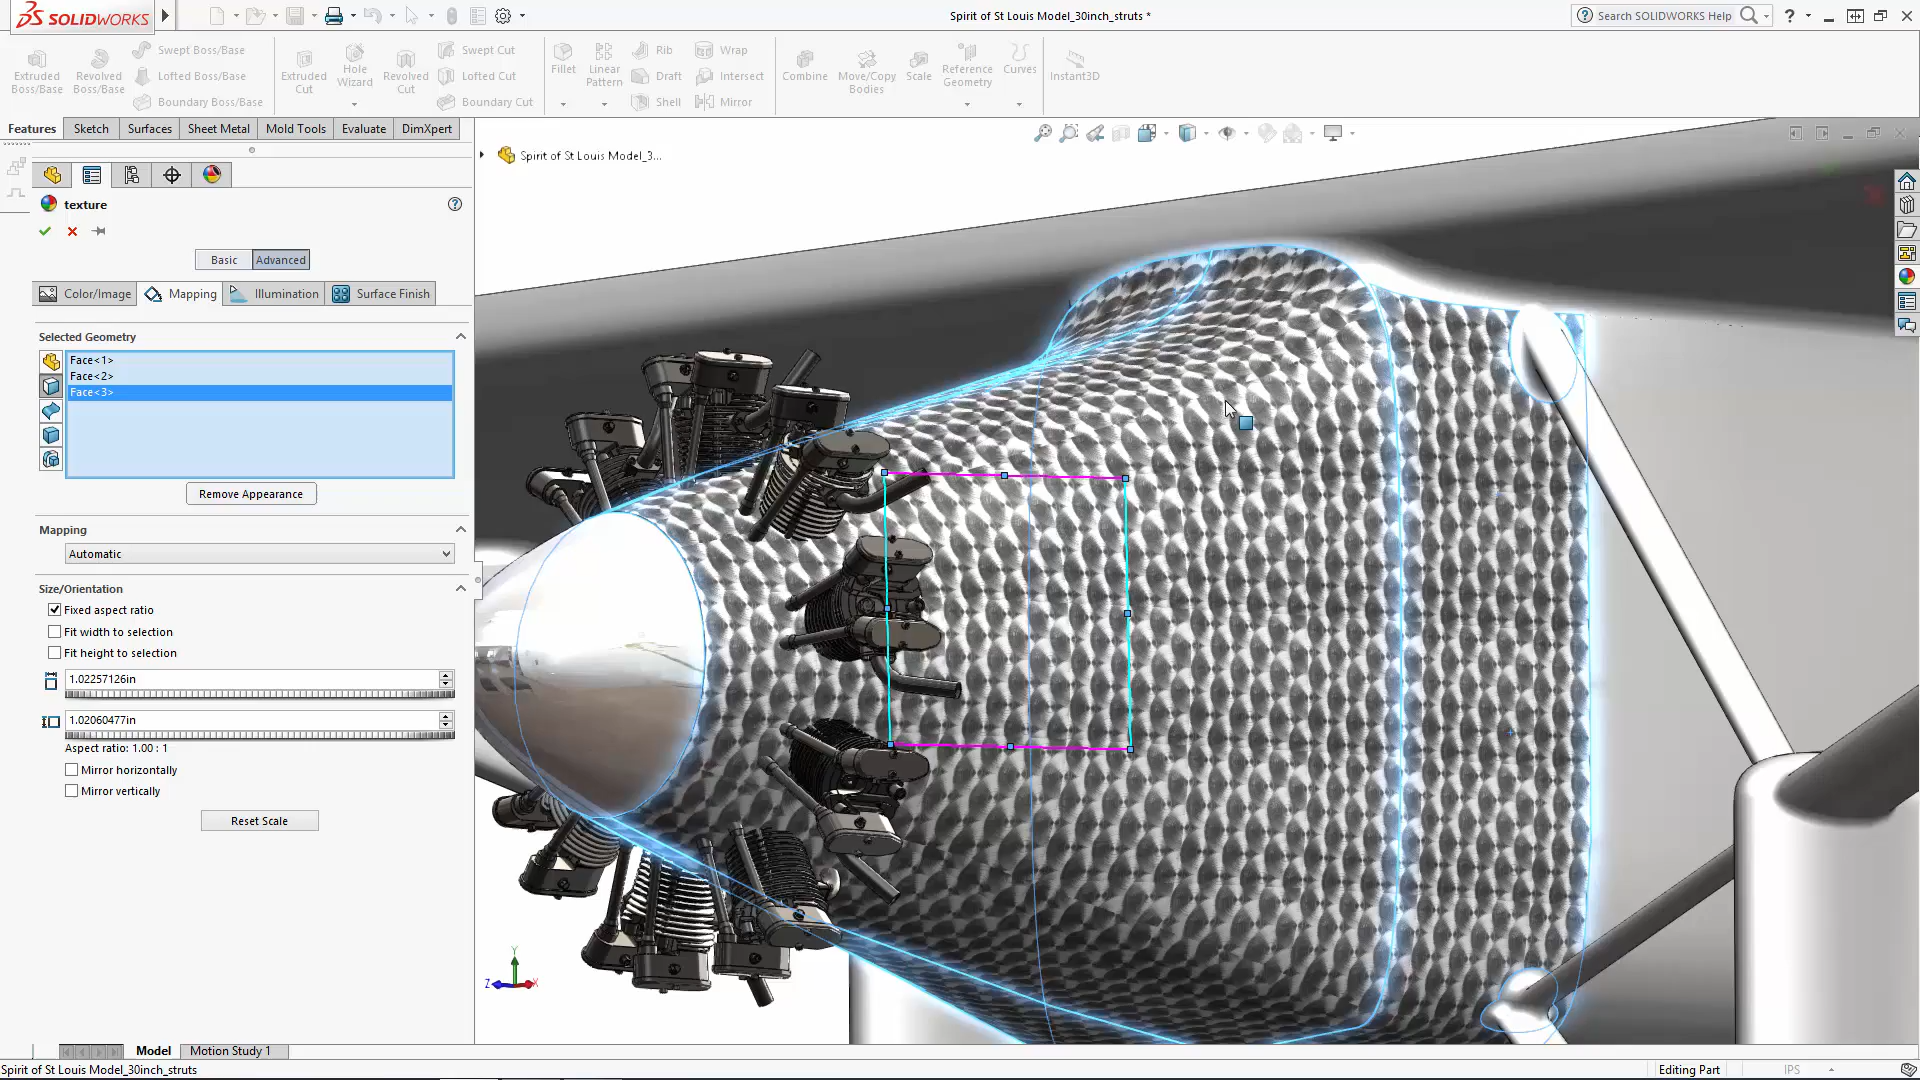 SOLIDWORKS
Spirit of St Louis Model_30inch_struts *
Search SOLIDWORKS Help
?
Extruded Boss/Base
Revolved Boss/Base
Swept Boss/Base
Lofted Boss/Base
Boundary Boss/Base
Extruded Cut
Hole Wizard
Revolved Cut
Swept Cut
Lofted Cut
Boundary Cut
Fillet
Linear Pattern
Rib
Draft
Shell
Wrap
Intersect
Mirror
Combine
Move/Copy Bodies
Scale
Reference Geometry
Curves
Instant3D
Features
Sketch
Surfaces
Sheet Metal
Mold Tools
Evaluate
DimXpert
Spirit of St Louis Model_3...
texture
?
Basic
Advanced
Color/Image
Mapping
Illumination
Surface Finish
Selected Geometry
Face<1>
Face<2>
Face<3>
Remove Appearance
Mapping
Automatic
Size/Orientation
Fixed aspect ratio
Fit width to selection
Fit height to selection
1.02257126in
1.02060477in
Aspect ratio: 1.00 : 1
Mirror horizontally
Mirror vertically
Reset Scale
Y
Z
X
Model
Motion Study 1
Spirit of St Louis Model_30inch_struts
Editing Part
IPS